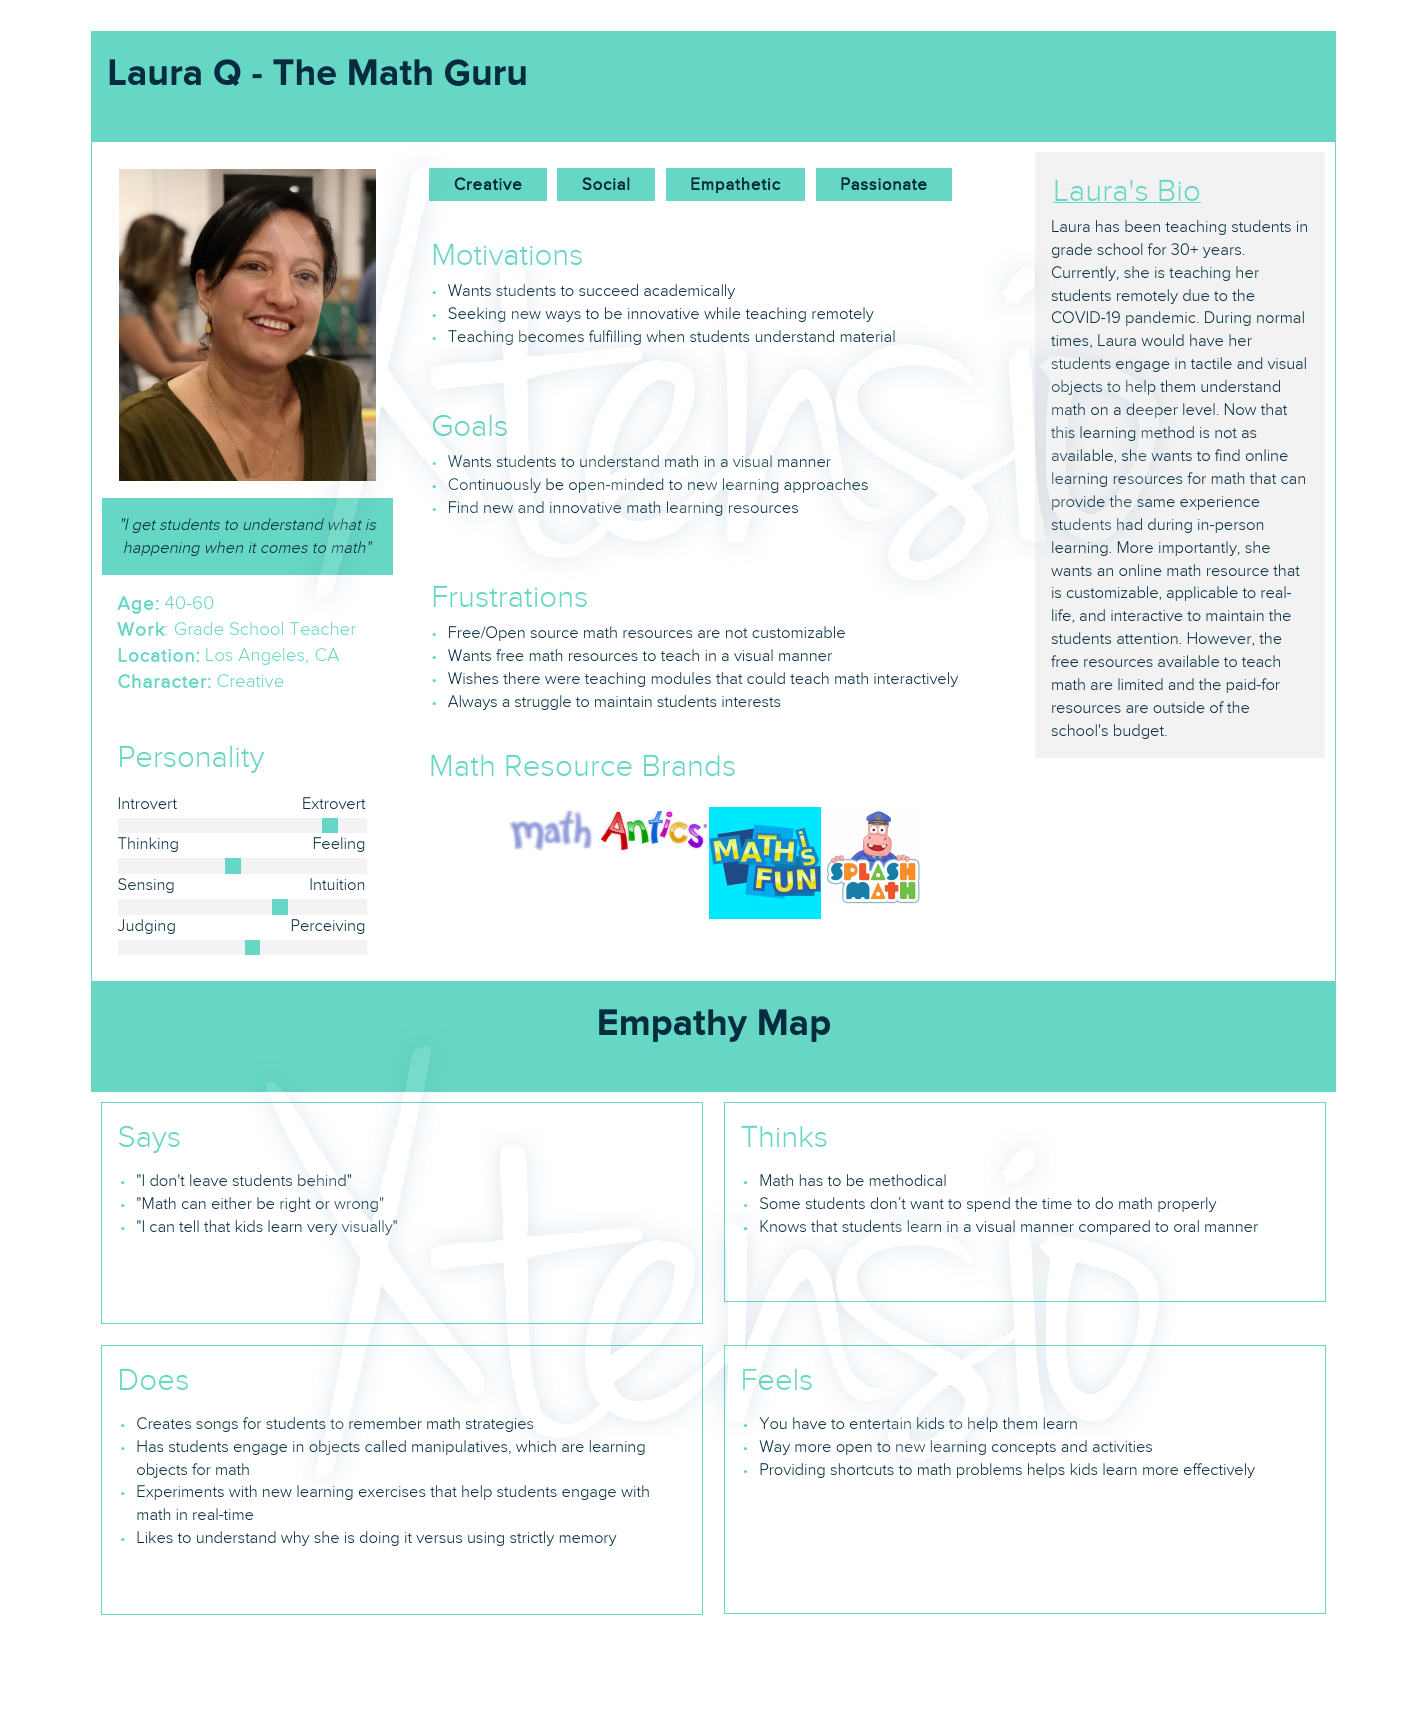 Laura Q - The Math Guru
"I get students to understand what is
happening when it comes to math"
Age: 40-60
Work: Grade School Teacher
Location: Los Angeles, CA
Character: Creative
Personality
Introvert Extrovert
Thinking Feeling
Sensing Intuition
Judging Perceiving
Creative Social Empathetic Passionate
Motivations
Wants students to succeed academically
Seeking new ways to be innovative while teaching remotely
Teaching becomes fulfilling when students understand material
Goals
Wants students to understand math in a visual manner
Continuously be open-minded to new learning approaches
Find new and innovative math learning resources
Frustrations
Free/Open source math resources are not customizable
Wants free math resources to teach in a visual manner
Wishes there were teaching modules that could teach math interactively
Always a struggle to maintain students interests
Math Resource Brands
math Antics
MATH is
FUN
SPLASH
MATH
Laura's Bio
Laura has been teaching students in
grade school for 30+ years.
Currently, she is teaching her
students remotely due to the
COVID-19 pandemic. During normal
times, Laura would have her
students engage in tactile and visual
objects to help them understand
math on a deeper level. Now that
this learning method is not as
available, she wants to find online
learning resources for math that can
provide the same experience
students had during in-person
learning. More importantly, she
wants an online math resource that
is customizable, applicable to real-
life, and interactive to maintain the
students attention. However, the
free resources available to teach
math are limited and the paid-for
resources are outside of the
school's budget.
Xtensio
Empathy Map
Says
"I don't leave students behind"
"Math can either be right or wrong"
"I can tell that kids learn very visually"
Thinks
Math has to be methodical
Some students don’t want to spend the time to do math properly
Knows that students learn in a visual manner compared to oral manner
Does
Creates songs for students to remember math strategies
Has students engage in objects called manipulatives, which are learning
objects for math
Experiments with new learning exercises that help students engage with
math in real-time
Likes to understand why she is doing it versus using strictly memory
Feels
You have to entertain kids to help them learn
Way more open to new learning concepts and activities
Providing shortcuts to math problems helps kids learn more effectively
Xtensio